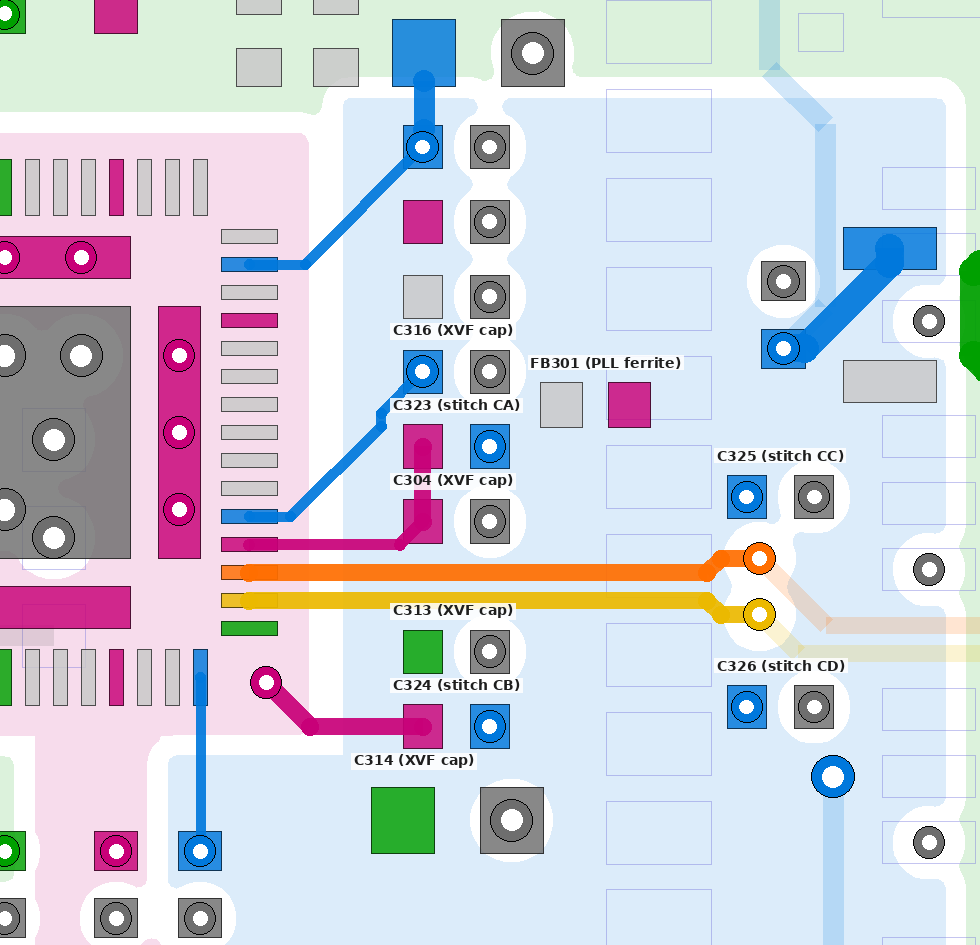 C316 (XVF cap)
FB301 (PLL ferrite)
C323 (stitch CA)
C325 (stitch CC)
C304 (XVF cap)
C313 (XVF cap)
C326 (stitch CD)
C324 (stitch CB)
C314 (XVF cap)